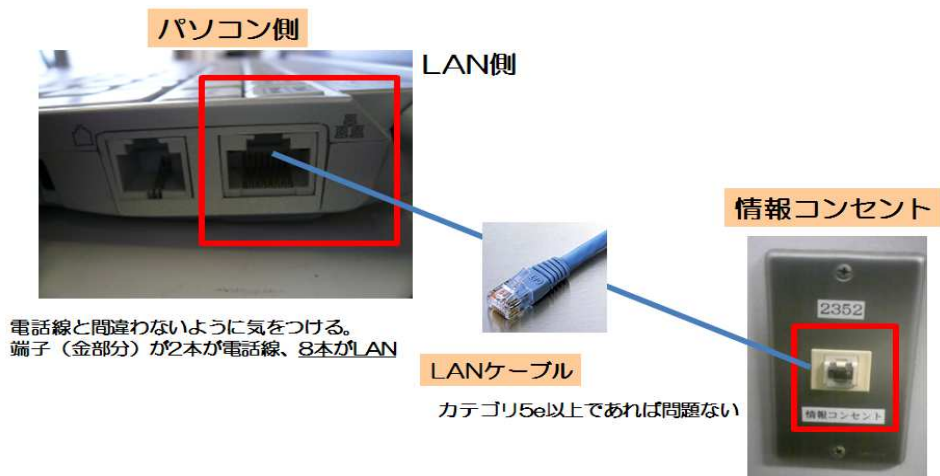 パソコン側
LAN側
情報コンセント
2352
情報コンセント
電話線と間違わないように気をつける。
端子（金部分）が2本が電話線、8本がLAN
LANケーブル
カテゴリ5e以上であれば問題ない